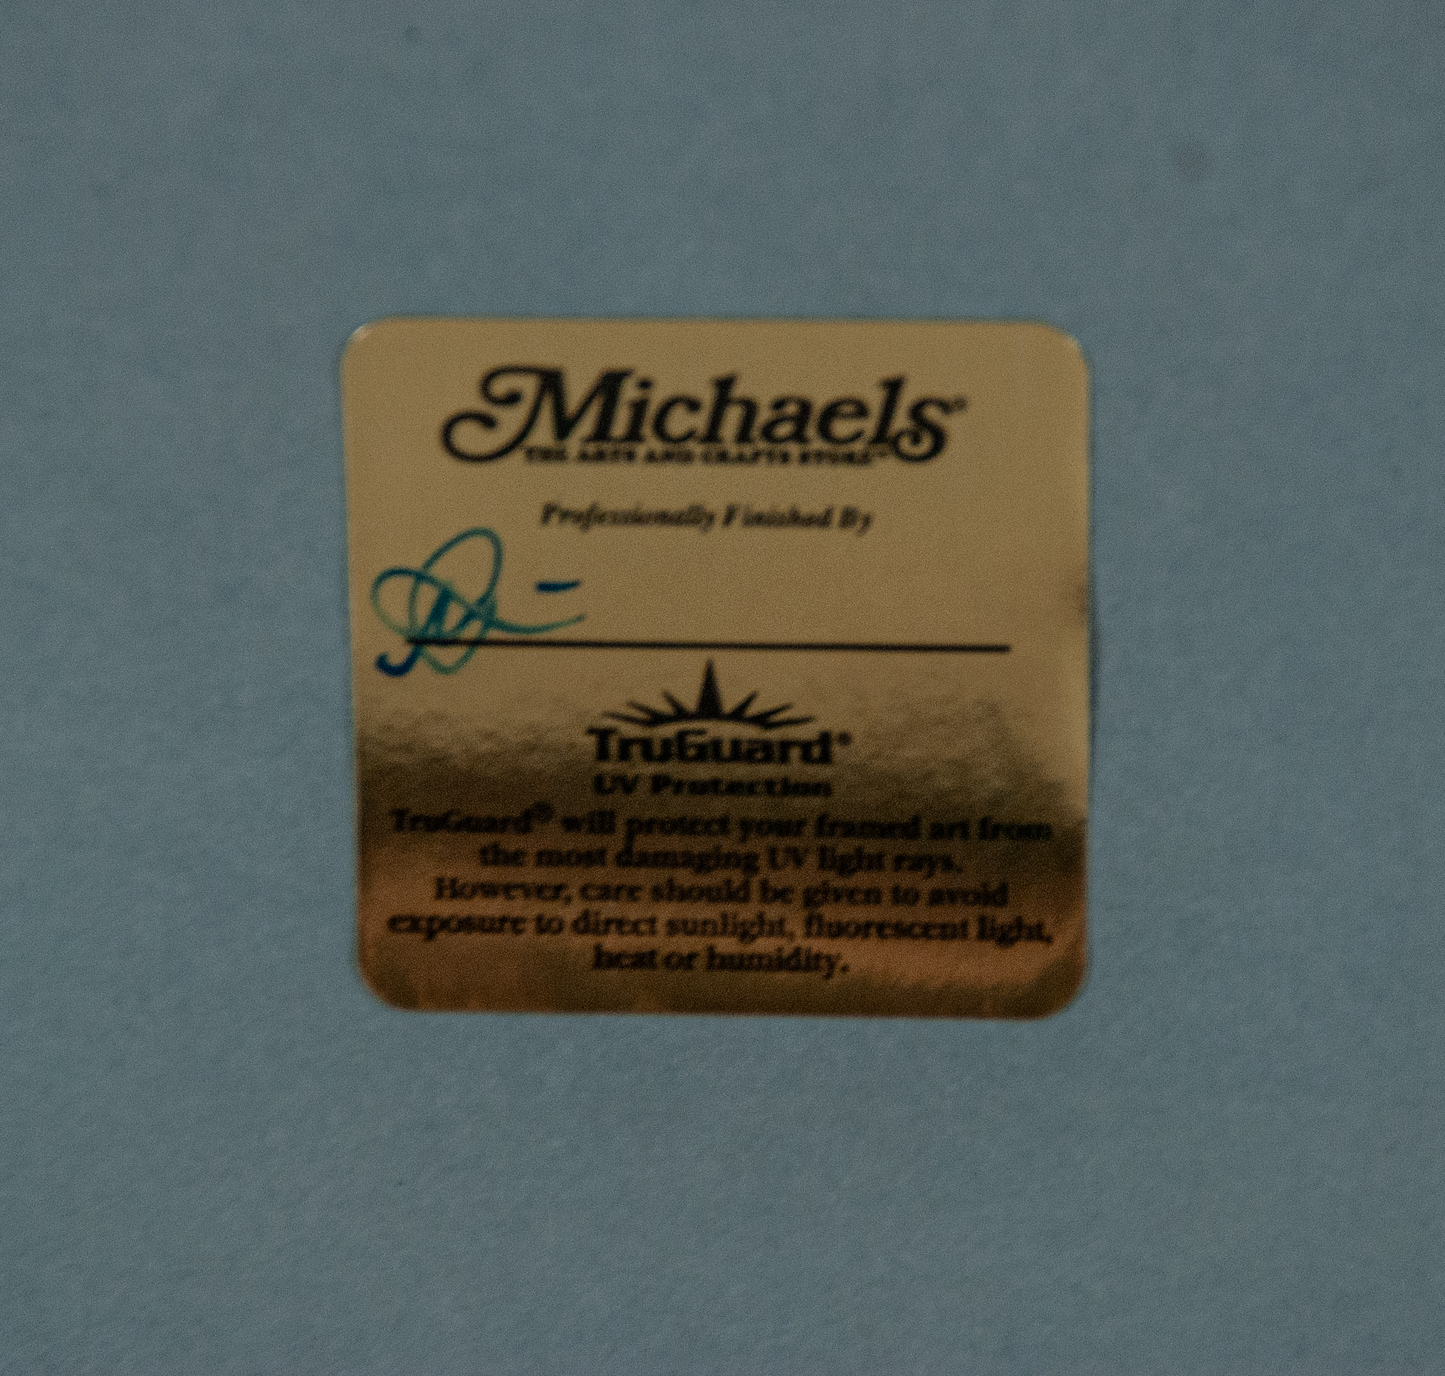 Michaels®
THE ARTS AND CRAFTS STORE™
Professionally Finished By
TruGuard®
UV Protection
TruGuard® will protect your framed art from
the most damaging UV light rays.
However, care should be given to avoid
exposure to direct sunlight, fluorescent light,
heat or humidity.